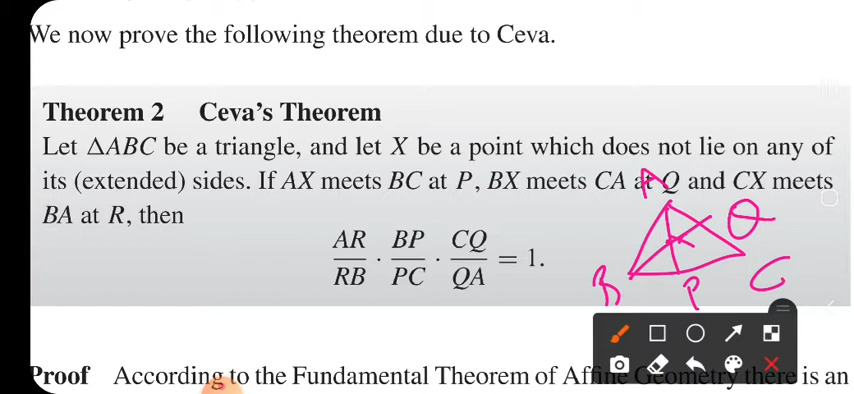 We now prove the following theorem due to Ceva.
Theorem 2 Ceva's Theorem
Let △ABC be a triangle, and let X be a point which does not lie on any of
its (extended) sides. If AX meets BC at P, BX meets CA at Q and CX meets
BA at R, then
AR/RB · BP/PC · CQ/QA = 1.
A
Q
B
P
C
Proof According to the Fundamental Theorem of Affine Geometry there is an